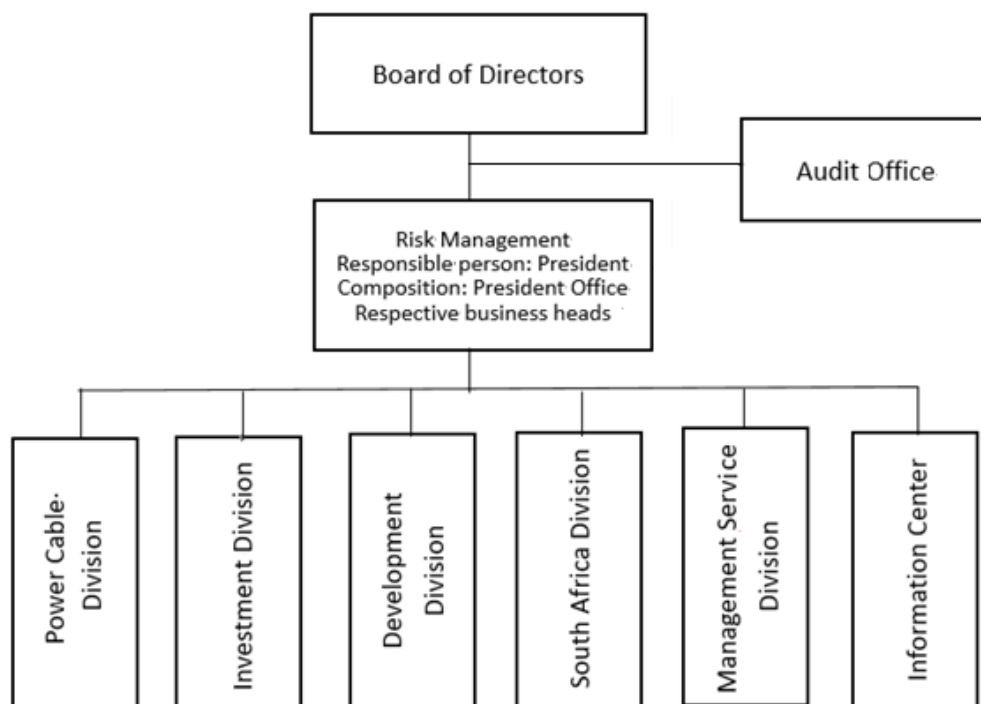 Board of Directors
Audit Office
Risk Management
Responsible person: President
Composition: President Office
Respective business heads
Power Cable
Division
Investment Division
Development
Division
South Africa Division
Management Service
Division
Information Center